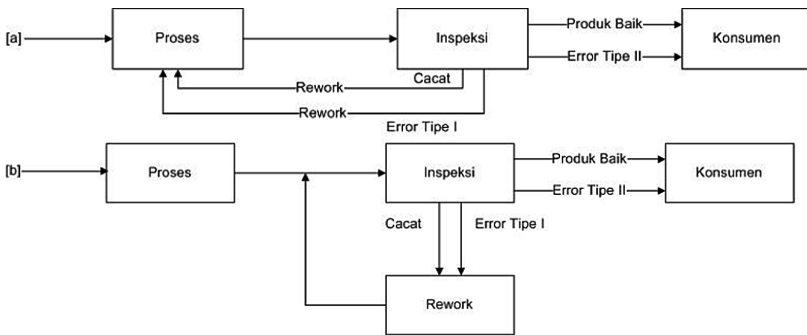 [a]
Proses
Inspeksi
Produk Baik
Error Tipe II
Konsumen
Cacat
Rework
Rework
Error Tipe I
[b]
Proses
Inspeksi
Produk Baik
Error Tipe II
Konsumen
Cacat
Error Tipe I
Rework